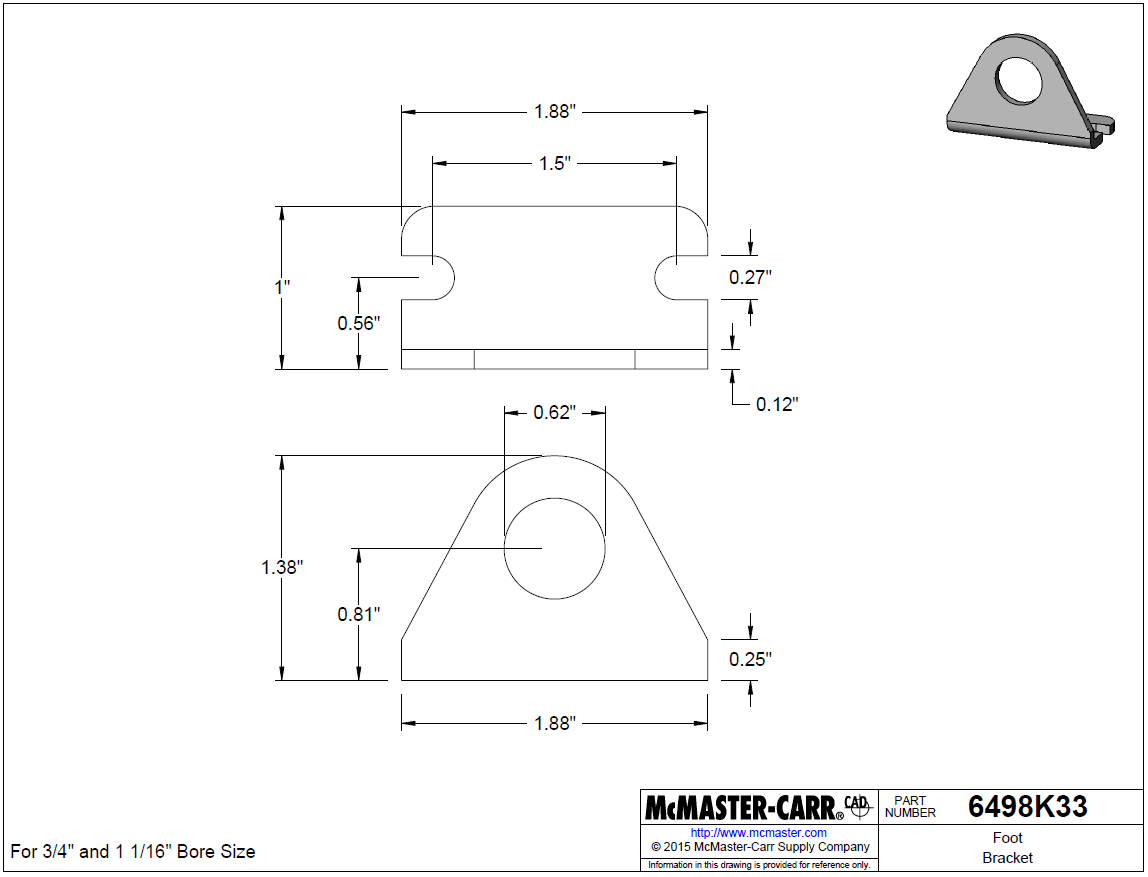 1.88"
1.5"
1"
0.27"
0.56"
0.12"
0.62"
1.38"
0.81"
0.25"
1.88"
For 3/4" and 1 1/16" Bore Size
McMASTER-CARR® CAD
http://www.mcmaster.com
© 2015 McMaster-Carr Supply Company
Information in this drawing is provided for reference only.
PART
NUMBER
6498K33
Foot
Bracket